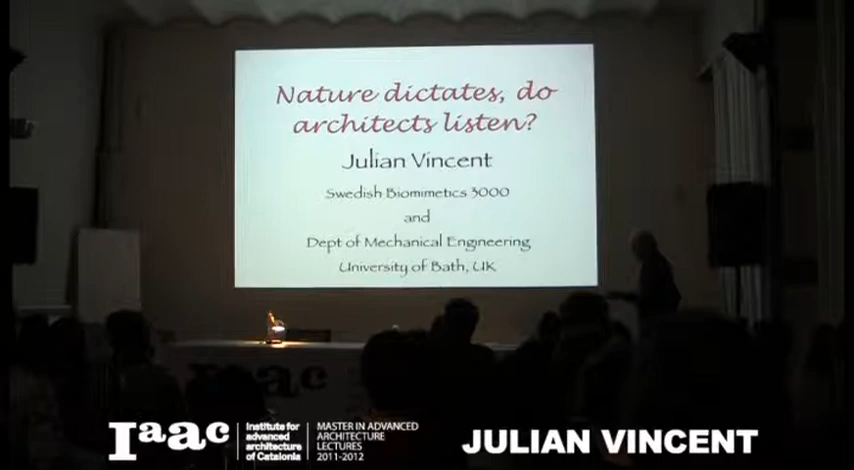 Nature dictates, do
architects listen?
Julian Vincent
Swedish Biomimetics 3000
and
Dept of Mechanical Engineering
University of Bath, UK
Iaac
Iaac
Institute for
advanced
architecture
of Catalonia
MASTER IN ADVANCED
ARCHITECTURE
LECTURES
2011-2012
JULIAN VINCENT